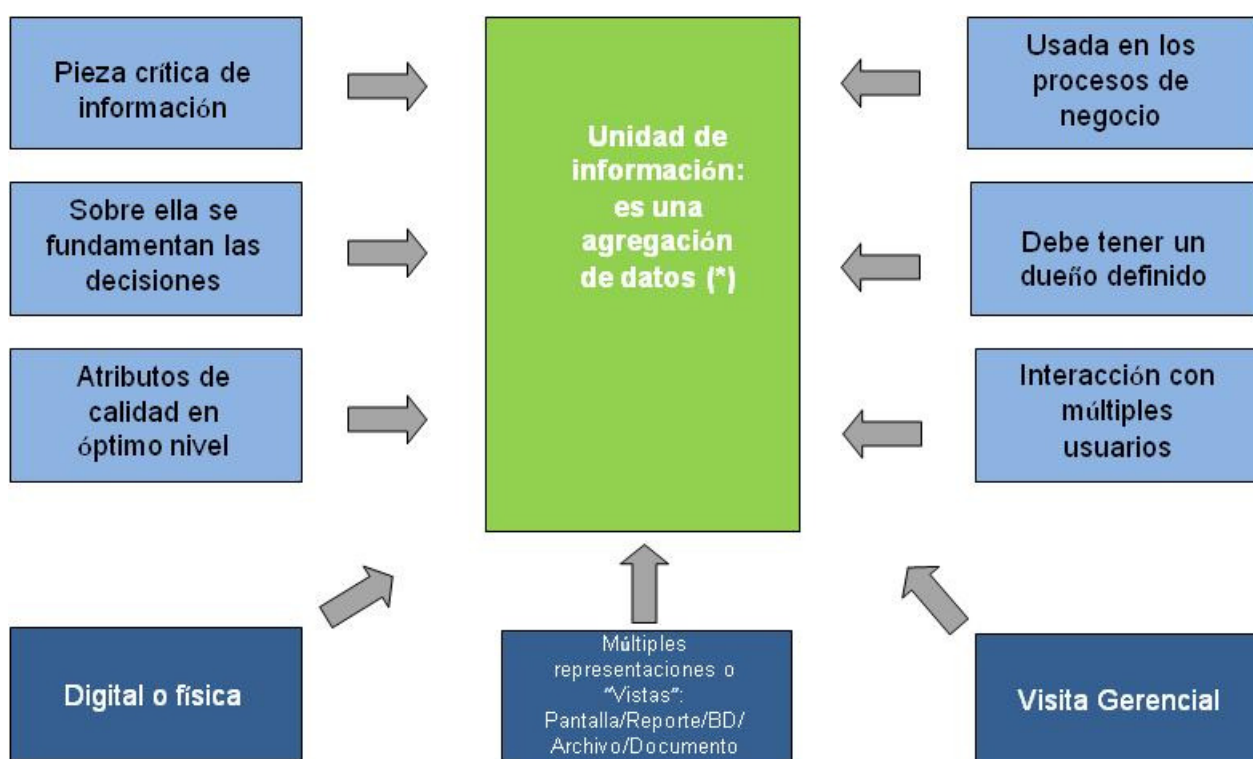 Pieza crítica de
información
Sobre ella se
fundamentan las
decisiones
Atributos de
calidad en
óptimo nivel
Unidad de
información:
es una
agregación
de datos (*)
Usada en los
procesos de
negocio
Debe tener un
dueño definido
Interacción con
múltiples
usuarios
Digital o física
Múltiples
representaciones o
"Vistas":
Pantalla/Reporte/BD/
Archivo/Documento
Visita Gerencial